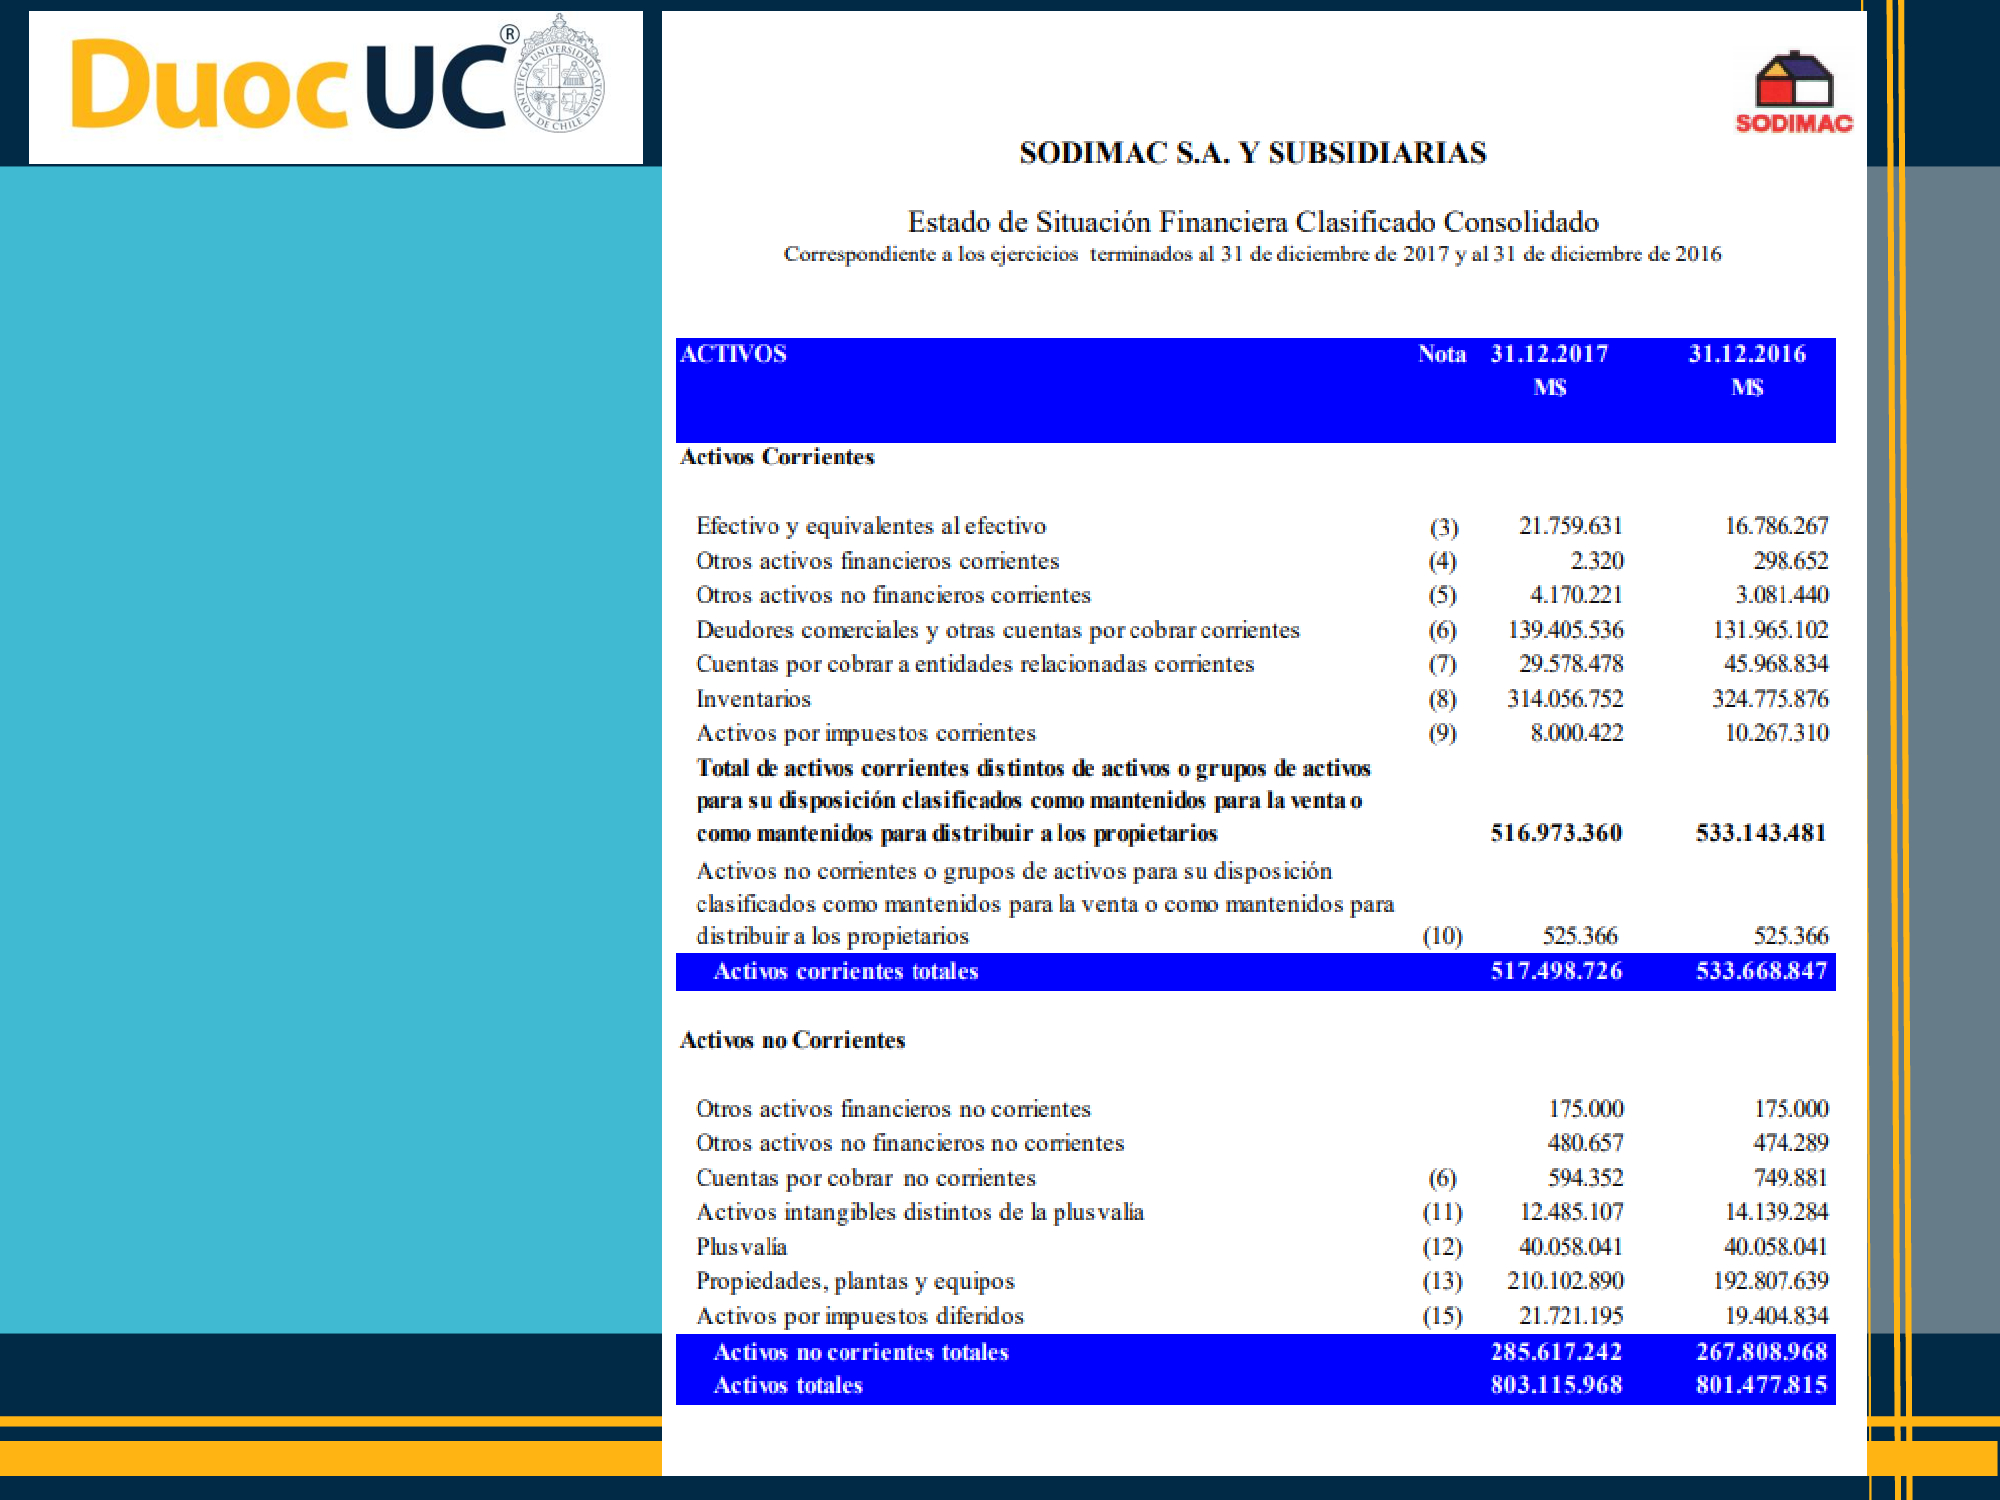 DuocUC®
PONTIFICIA UNIVERSIDAD CATOLICA DE CHILE
SODIMAC
SODIMAC S.A. Y SUBSIDIARIAS
Estado de Situación Financiera Clasificado Consolidado
Correspondiente a los ejercicios terminados al 31 de diciembre de 2017 y al 31 de diciembre de 2016
ACTIVOS Nota 31.12.2017 31.12.2016
M$ M$
Activos Corrientes
Efectivo y equivalentes al efectivo (3) 21.759.631 16.786.267
Otros activos financieros corrientes (4) 2.320 298.652
Otros activos no financieros corrientes (5) 4.170.221 3.081.440
Deudores comerciales y otras cuentas por cobrar corrientes (6) 139.405.536 131.965.102
Cuentas por cobrar a entidades relacionadas corrientes (7) 29.578.478 45.968.834
Inventarios (8) 314.056.752 324.775.876
Activos por impuestos corrientes (9) 8.000.422 10.267.310
Total de activos corrientes distintos de activos o grupos de activos
para su disposición clasificados como mantenidos para la venta o
como mantenidos para distribuir a los propietarios 516.973.360 533.143.481
Activos no corrientes o grupos de activos para su disposición
clasificados como mantenidos para la venta o como mantenidos para
distribuir a los propietarios (10) 525.366 525.366
Activos corrientes totales 517.498.726 533.668.847
Activos no Corrientes
Otros activos financieros no corrientes 175.000 175.000
Otros activos no financieros no corrientes 480.657 474.289
Cuentas por cobrar no corrientes (6) 594.352 749.881
Activos intangibles distintos de la plusvalía (11) 12.485.107 14.139.284
Plusvalía (12) 40.058.041 40.058.041
Propiedades, plantas y equipos (13) 210.102.890 192.807.639
Activos por impuestos diferidos (15) 21.721.195 19.404.834
Activos no corrientes totales 285.617.242 267.808.968
Activos totales 803.115.968 801.477.815